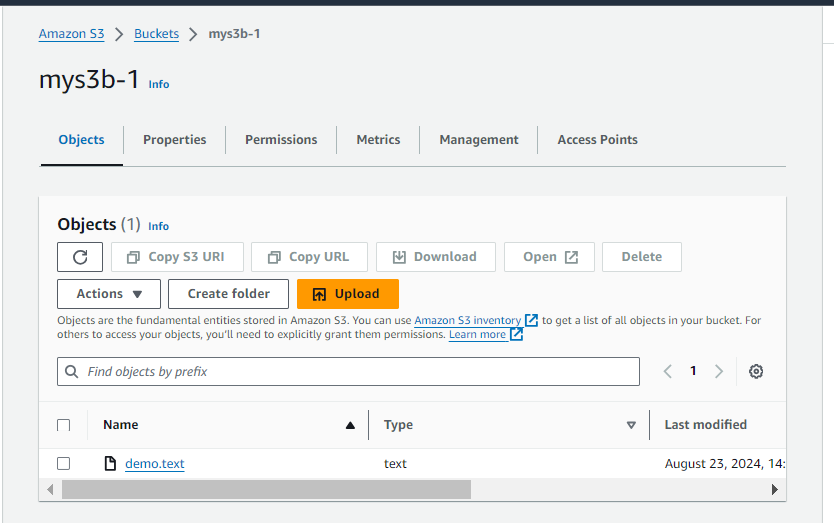 Amazon S3 > Buckets > mys3b-1
mys3b-1 Info
Objects Properties Permissions Metrics Management Access Points
Objects (1) Info
Copy S3 URI Copy URL Download Open Delete
Actions Create folder Upload
Objects are the fundamental entities stored in Amazon S3. You can use Amazon S3 inventory to get a list of all objects in your bucket. For
others to access your objects, you'll need to explicitly grant them permissions. Learn more
Find objects by prefix 1
Name Type Last modified
demo.text text August 23, 2024, 14: